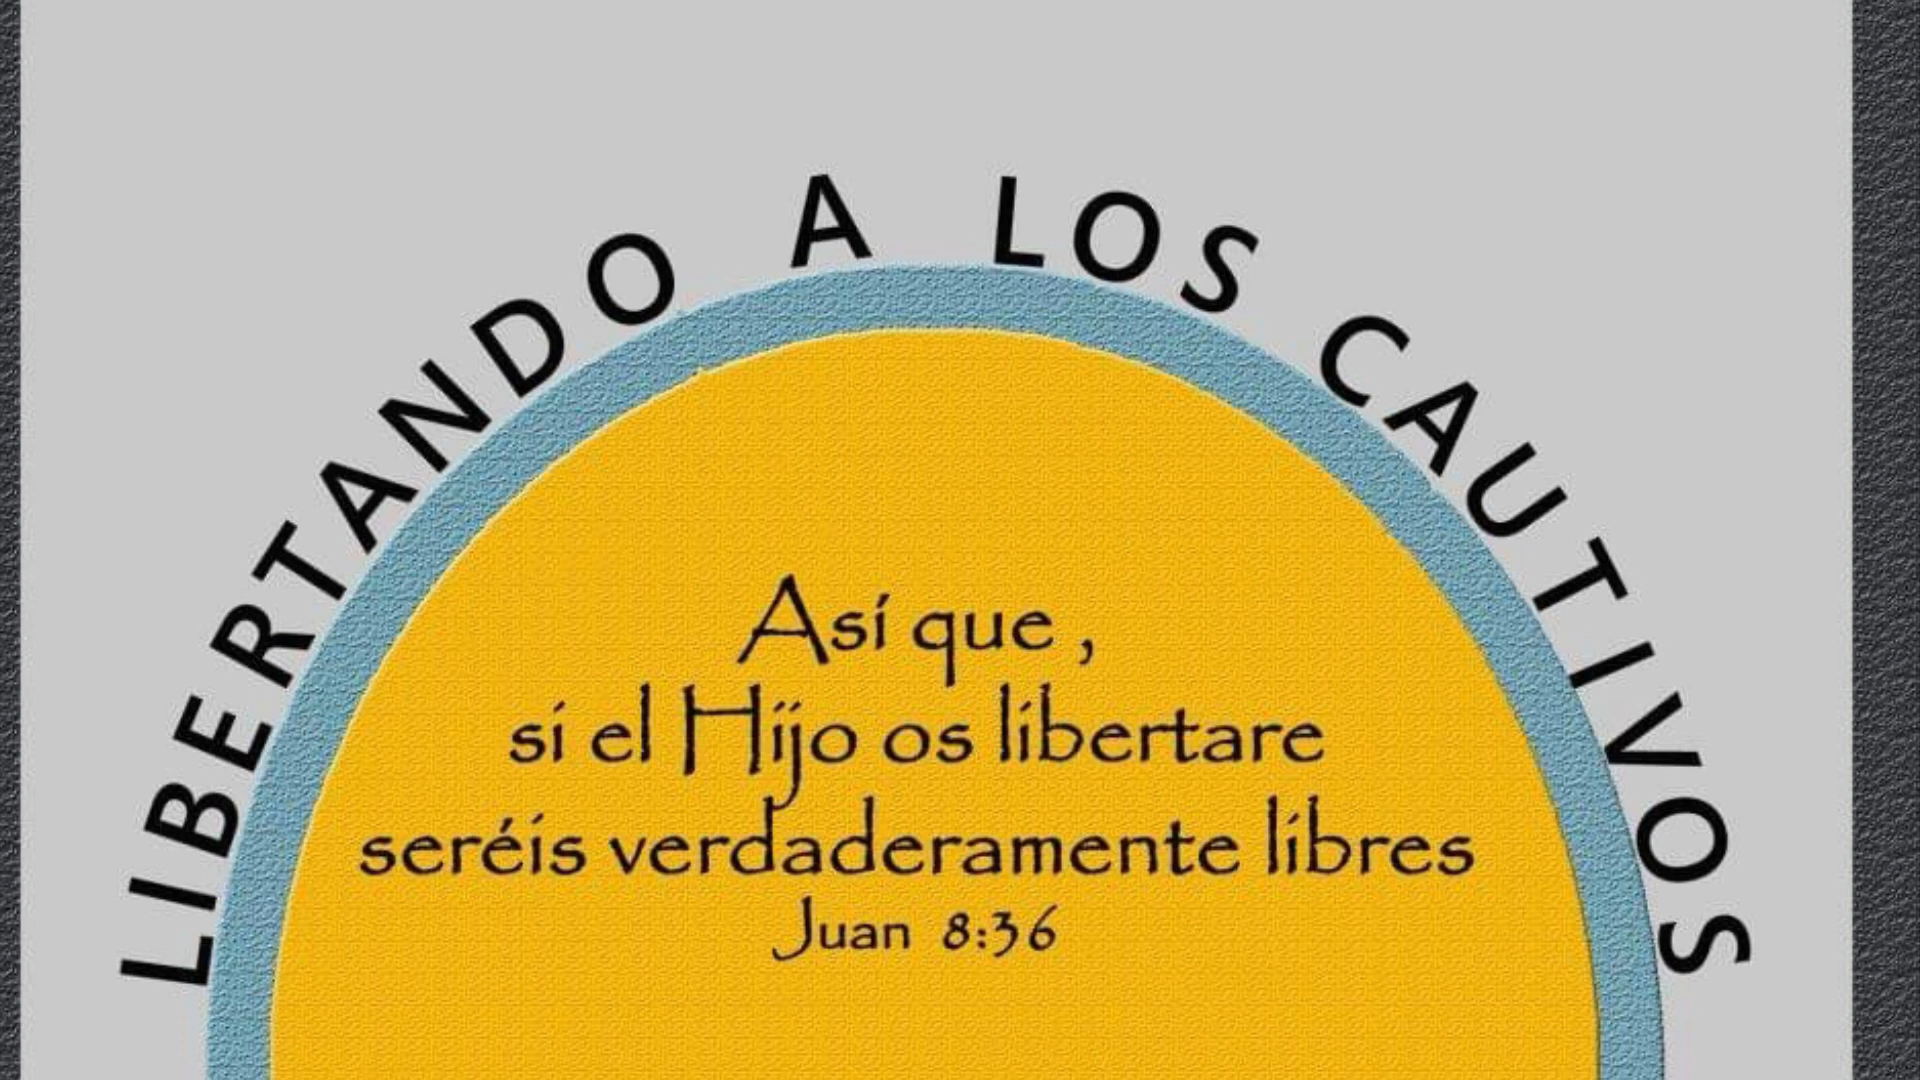 LIBERTANDO A LOS CAUTIVOS
Así que ,
si el Hijo os libertare
seréis verdaderamente libres
Juan 8:36